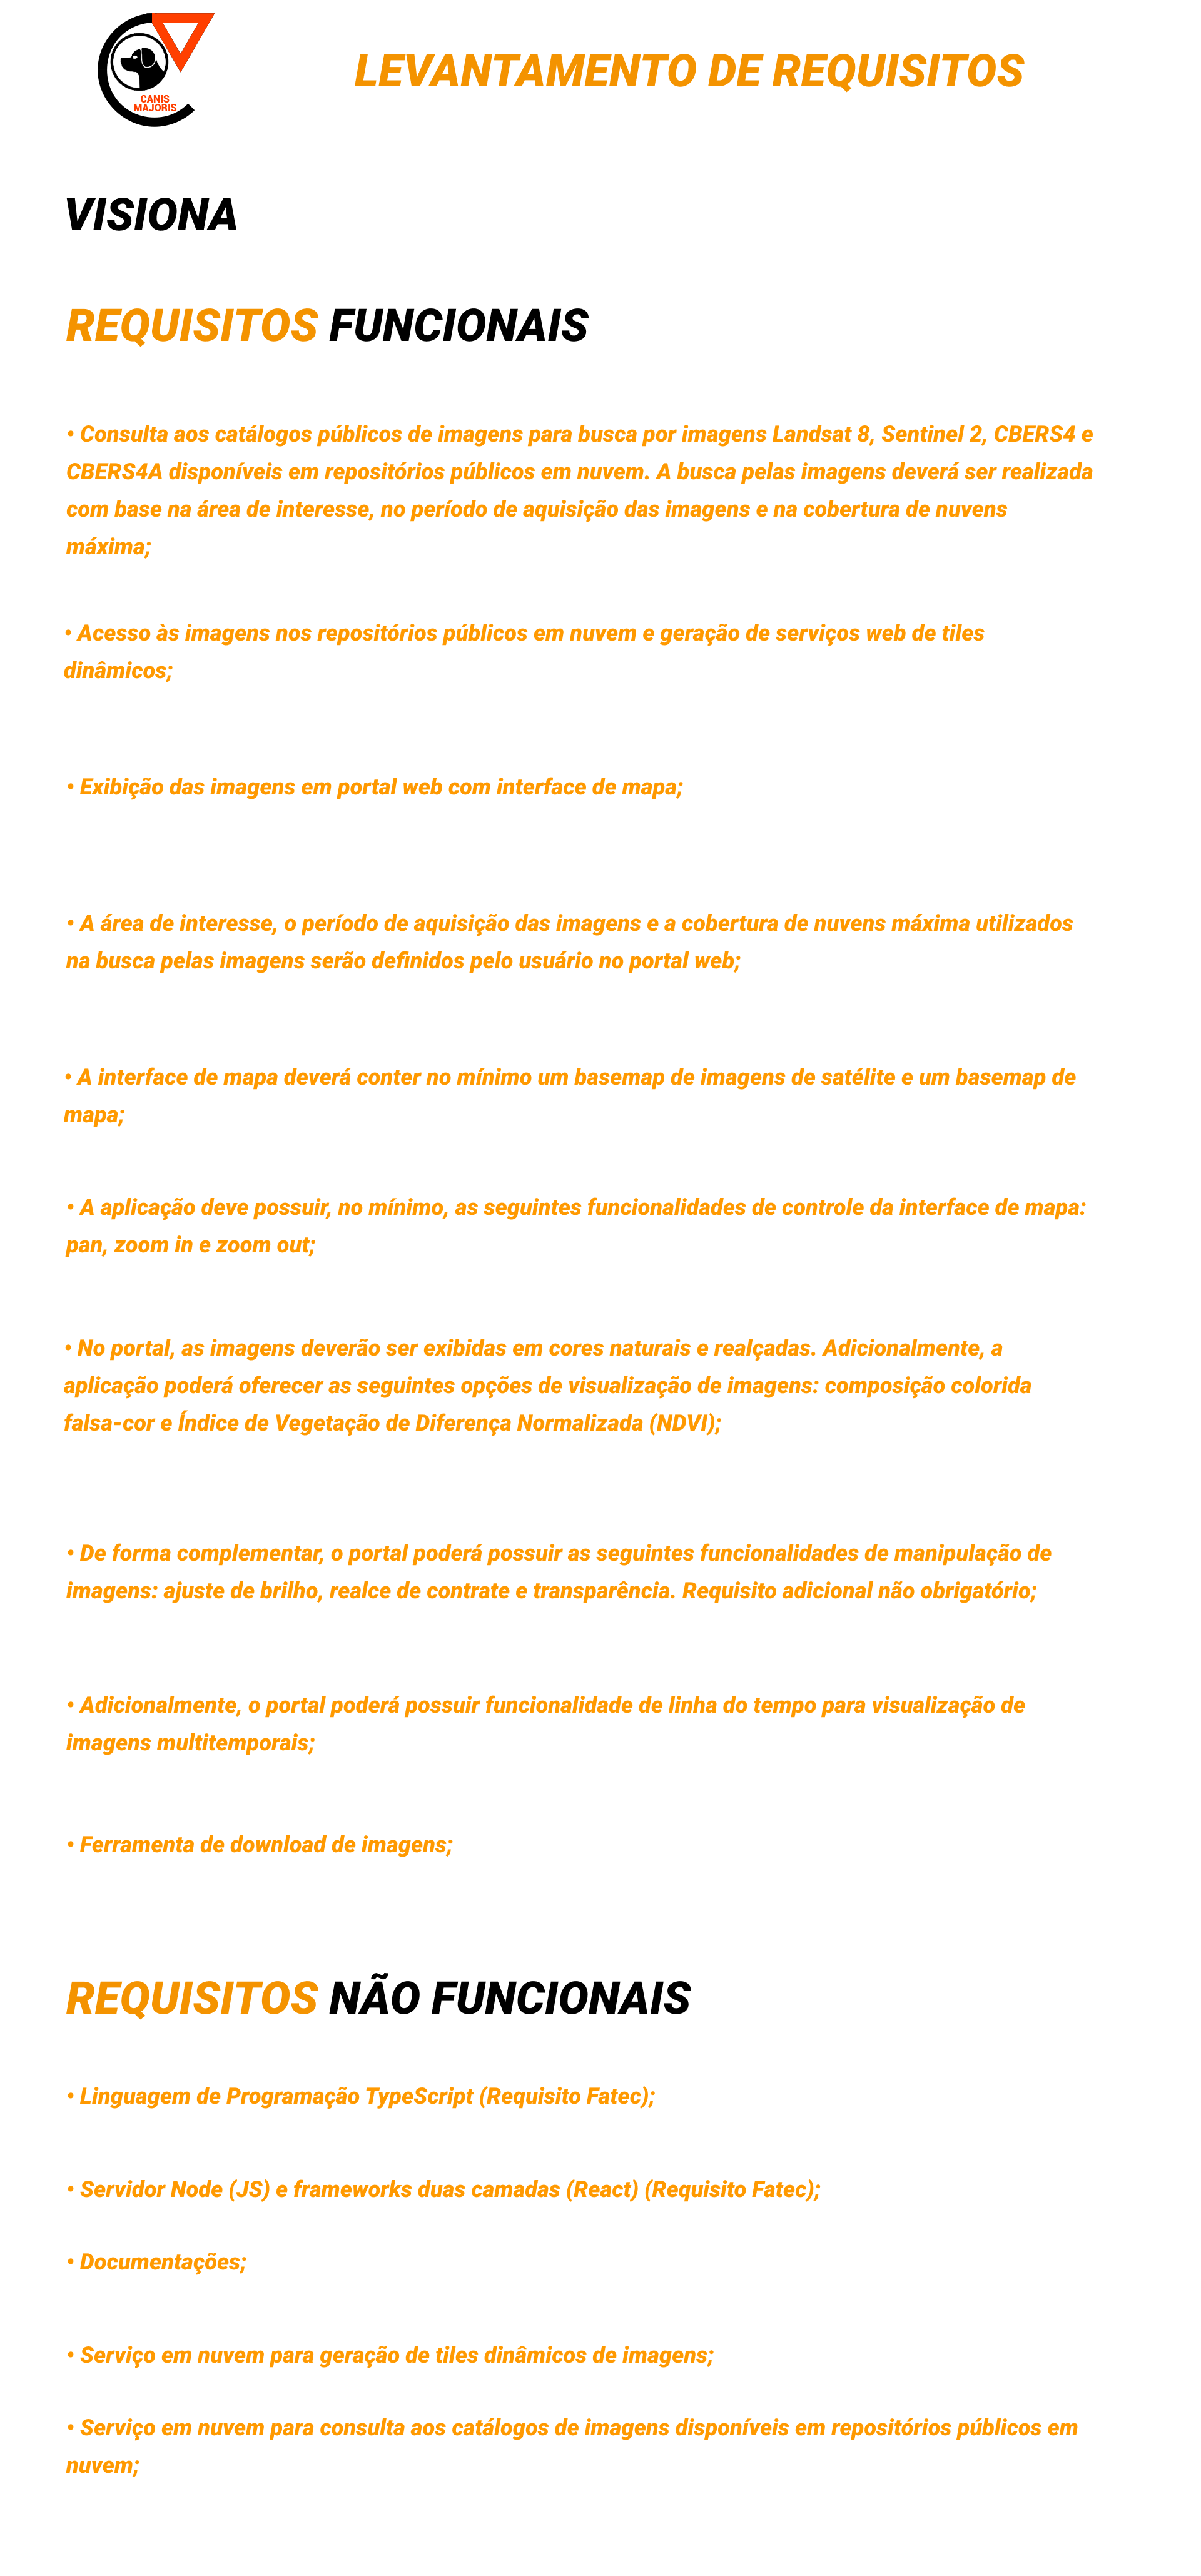 CANIS
MAJORIS
LEVANTAMENTO DE REQUISITOS
VISIONA
REQUISITOS FUNCIONAIS
• Consulta aos catálogos públicos de imagens para busca por imagens Landsat 8, Sentinel 2, CBERS4 e
CBERS4A disponíveis em repositórios públicos em nuvem. A busca pelas imagens deverá ser realizada
com base na área de interesse, no período de aquisição das imagens e na cobertura de nuvens
máxima;
• Acesso às imagens nos repositórios públicos em nuvem e geração de serviços web de tiles
dinâmicos;
• Exibição das imagens em portal web com interface de mapa;
• A área de interesse, o período de aquisição das imagens e a cobertura de nuvens máxima utilizados
na busca pelas imagens serão definidos pelo usuário no portal web;
• A interface de mapa deverá conter no mínimo um basemap de imagens de satélite e um basemap de
mapa;
• A aplicação deve possuir, no mínimo, as seguintes funcionalidades de controle da interface de mapa:
pan, zoom in e zoom out;
• No portal, as imagens deverão ser exibidas em cores naturais e realçadas. Adicionalmente, a
aplicação poderá oferecer as seguintes opções de visualização de imagens: composição colorida
falsa-cor e Índice de Vegetação de Diferença Normalizada (NDVI);
• De forma complementar, o portal poderá possuir as seguintes funcionalidades de manipulação de
imagens: ajuste de brilho, realce de contrate e transparência. Requisito adicional não obrigatório;
• Adicionalmente, o portal poderá possuir funcionalidade de linha do tempo para visualização de
imagens multitemporais;
• Ferramenta de download de imagens;
REQUISITOS NÃO FUNCIONAIS
• Linguagem de Programação TypeScript (Requisito Fatec);
• Servidor Node (JS) e frameworks duas camadas (React) (Requisito Fatec);
• Documentações;
• Serviço em nuvem para geração de tiles dinâmicos de imagens;
• Serviço em nuvem para consulta aos catálogos de imagens disponíveis em repositórios públicos em
nuvem;